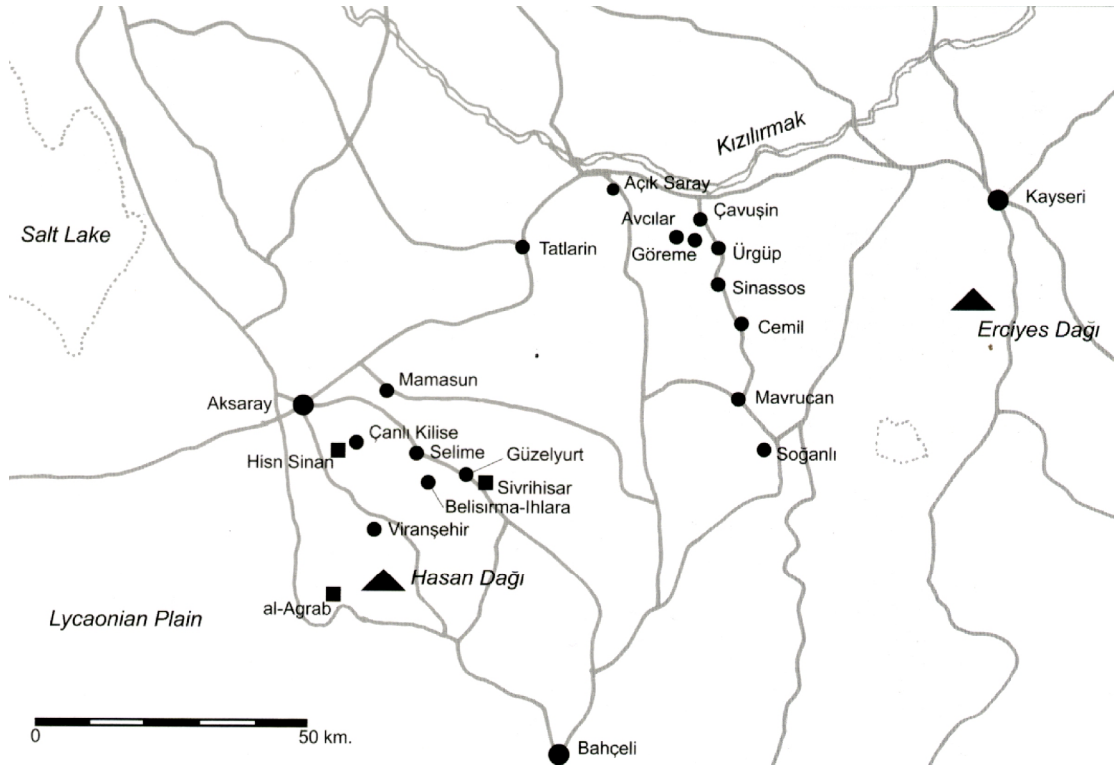 Kızılırmak
Açık Saray
Kayseri
Avcılar
Çavuşin
Salt Lake
Tatlarin
Göreme
Ürgüp
Sinassos
Cemil
Erciyes Dağı
Mamasun
Aksaray
Mavrucan
Çanlı Kilise
Hisn Sinan
Selime
Güzelyurt
Soğanlı
Sivrihisar
Belisırma-Ihlara
Viranşehir
Hasan Dağı
al-Agrab
Lycaonian Plain
0
50 km.
Bahçeli